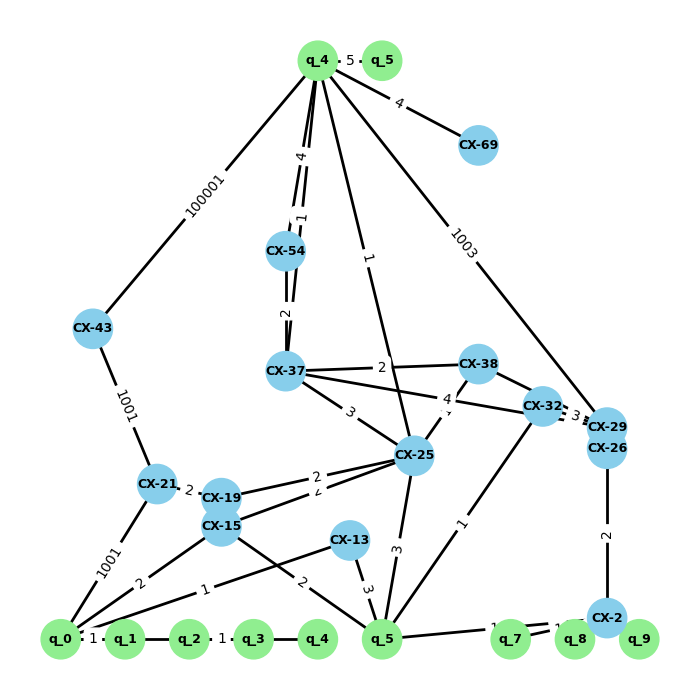 q_4
5
q_5
4
CX-69
4
100001
1
1003
1
CX-54
2
CX-43
2
CX-38
CX-37
4
3
CX-32
3
CX-29
1001
CX-25
CX-26
2
CX-21
2
CX-19
2
CX-15
1
CX-13
3
2
1001
2
1
3
2
CX-2
1
q_0
1
q_1
q_2
1
q_3
q_4
q_5
q_7
q_8
q_9